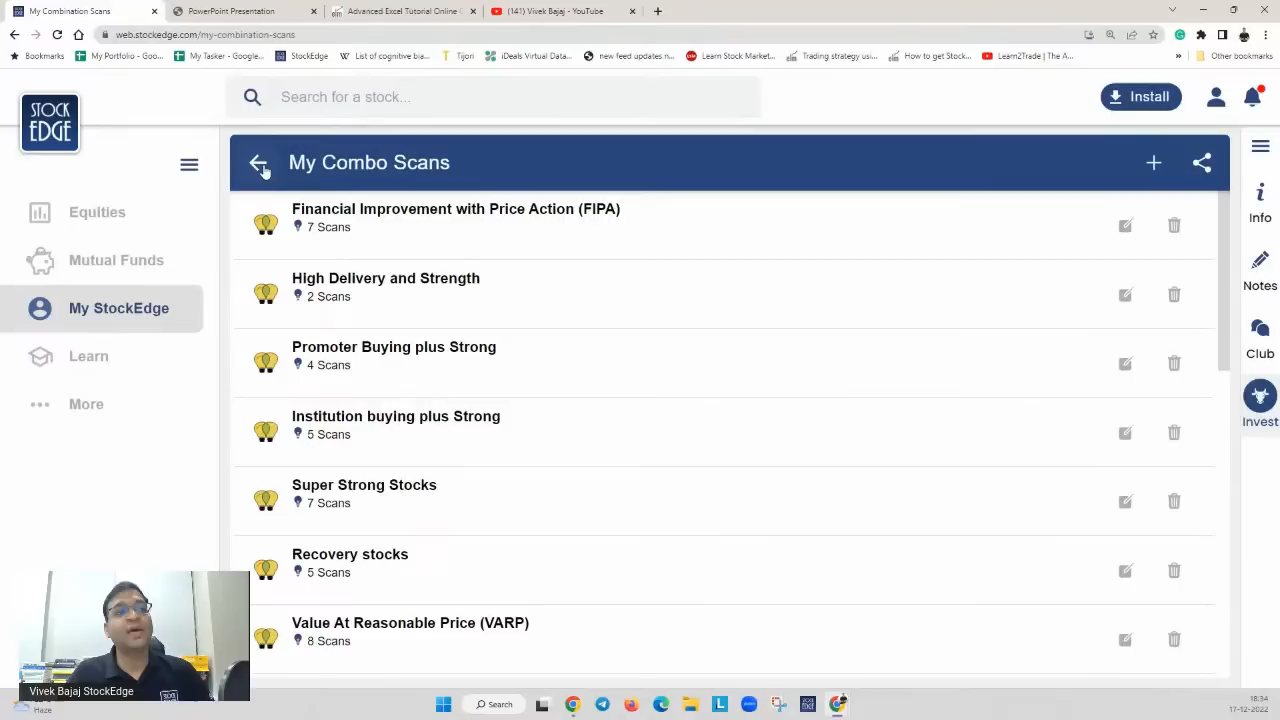 My Combination Scans
PowerPoint Presentation
Advanced Excel Tutorial Online C
(141) Vivek Bajaj - YouTube
web.stockedge.com/my-combination-scans
Bookmarks
My Portfolio - Goo...
My Tasker - Google...
StockEdge
List of cognitive bia...
Tijori
iDeals Virtual Data...
new feed updates n...
Learn Stock Market...
Trading strategy usi...
How to get Stock...
Learn2Trade | The A...
Other bookmarks
STOCK
EDGE
Search for a stock...
Install
My Combo Scans
Equities
Mutual Funds
My StockEdge
Learn
More
Financial Improvement with Price Action (FIPA)
7 Scans
High Delivery and Strength
2 Scans
Promoter Buying plus Strong
4 Scans
Institution buying plus Strong
5 Scans
Super Strong Stocks
7 Scans
Recovery stocks
5 Scans
Value At Reasonable Price (VARP)
8 Scans
Info
Notes
Club
Invest
Vivek Bajaj StockEdge
Haze
Search
18:34
17-12-2022